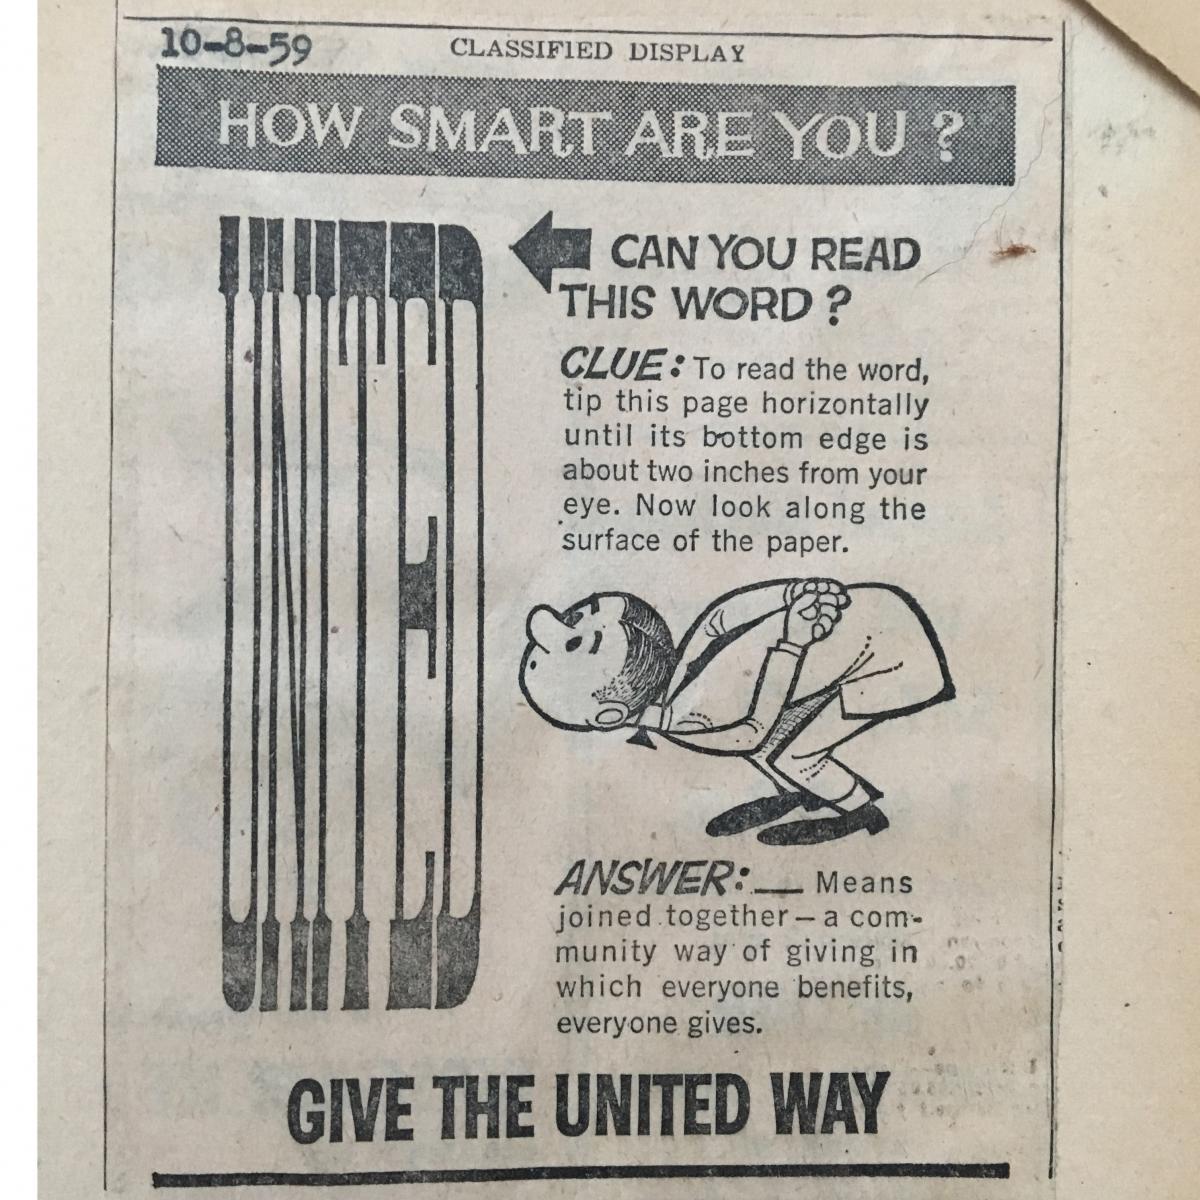 10-8-59
CLASSIFIED DISPLAY
HOW SMART ARE YOU ?
UNITED
CAN YOU READ
THIS WORD ?
CLUE: To read the word,
tip this page horizontally
until its bottom edge is
about two inches from your
eye. Now look along the
surface of the paper.
ANSWER: __ Means
joined together – a com-
munity way of giving in
which everyone benefits,
everyone gives.
GIVE THE UNITED WAY